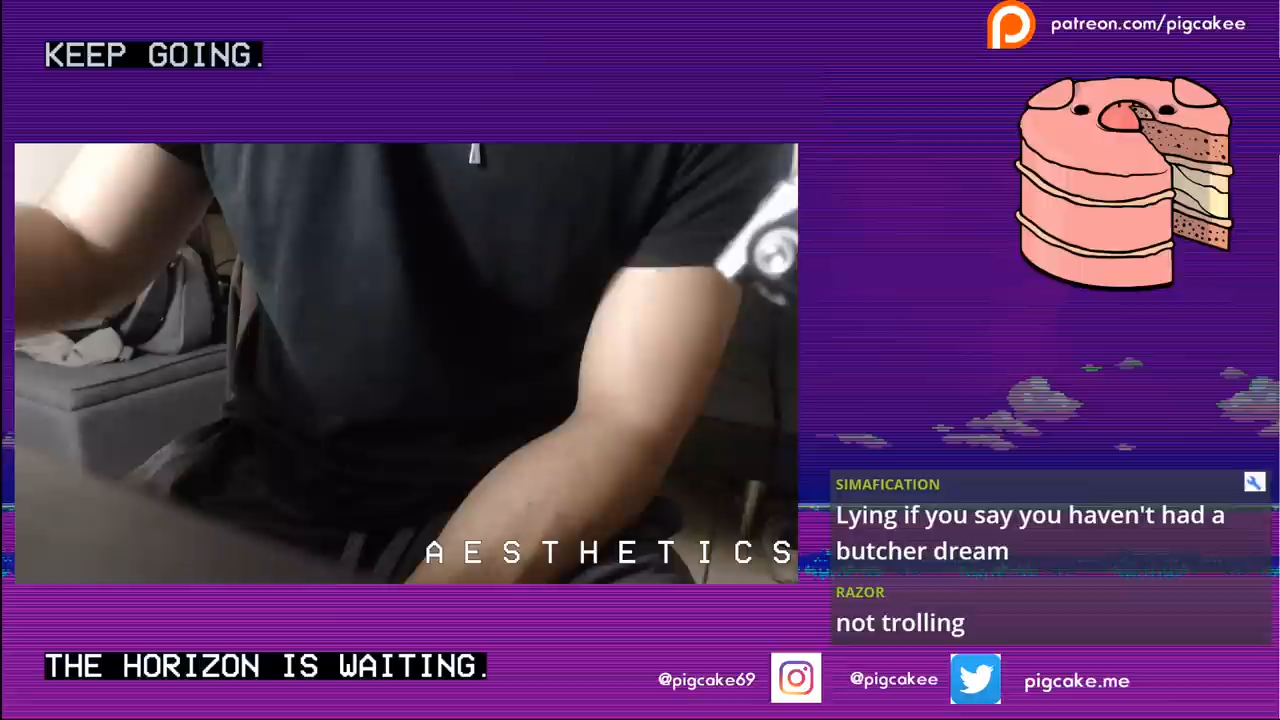 KEEP GOING.
patreon.com/pigcakee
AESTHETICS
SIMAFICATION
Lying if you say you haven't had a
butcher dream
RAZOR
not trolling
THE HORIZON IS WAITING.
@pigcake69
@pigcakee
pigcake.me